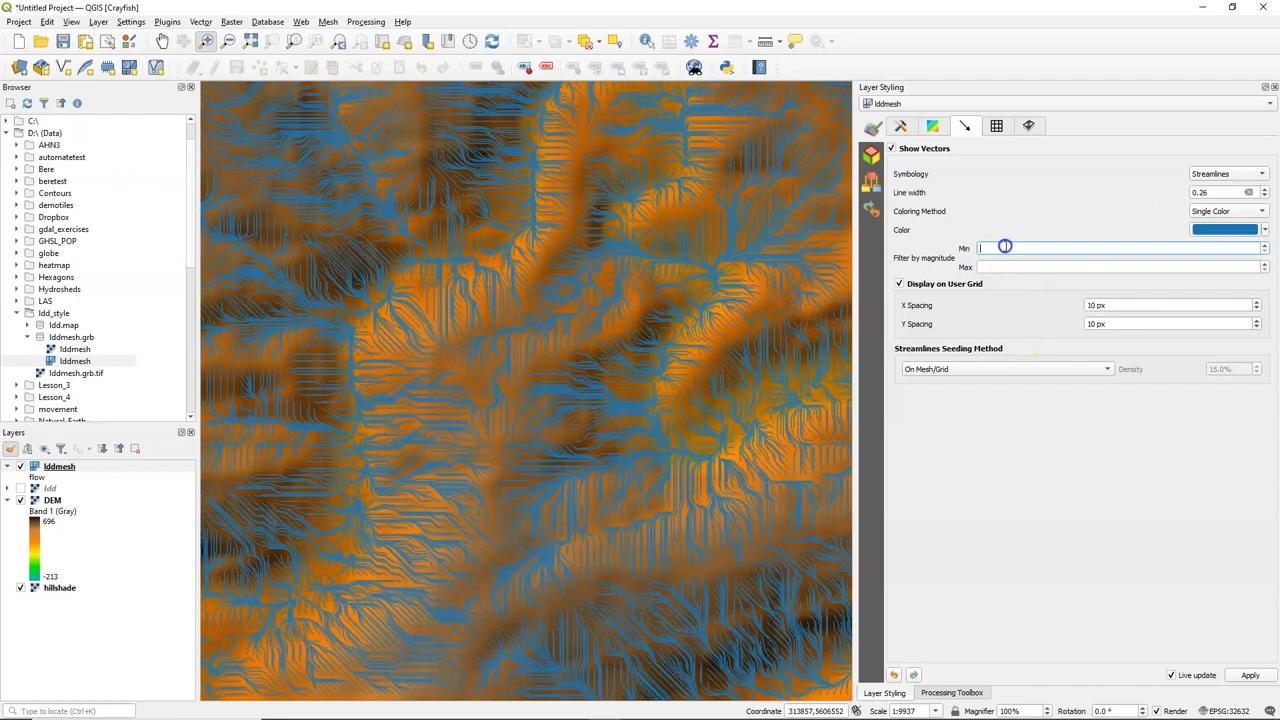 *Untitled Project — QGIS [Crayfish]
Project Edit View Layer Settings Plugins Vector Raster Database Web Mesh Processing Help
Browser
C:\
D:\ (Data)
AHN3
automatetest
Bere
beretest
Contours
demotiles
Dropbox
gdal_exercises
GHSL_POP
globe
heatmap
Hexagons
Hydrosheds
LAS
ldd_style
ldd.map
lddmesh.grb
lddmesh
lddmesh
lddmesh.grb.tif
Lesson_3
Lesson_4
movement
Layers
lddmesh
flow
ldd
DEM
Band 1 (Gray)
696
-213
hillshade
Layer Styling
lddmesh
Show Vectors
Symbology Streamlines
Line width 0.26
Coloring Method Single Color
Color
Min
Filter by magnitude
Max
Display on User Grid
X Spacing 10 px
Y Spacing 10 px
Streamlines Seeding Method
On Mesh/Grid Density 15.0%
Live update Apply
Layer Styling Processing Toolbox
Type to locate (Ctrl+K) Coordinate 313857,5606552 Scale 1:9937 Magnifier 100% Rotation 0.0 ° Render EPSG:32632